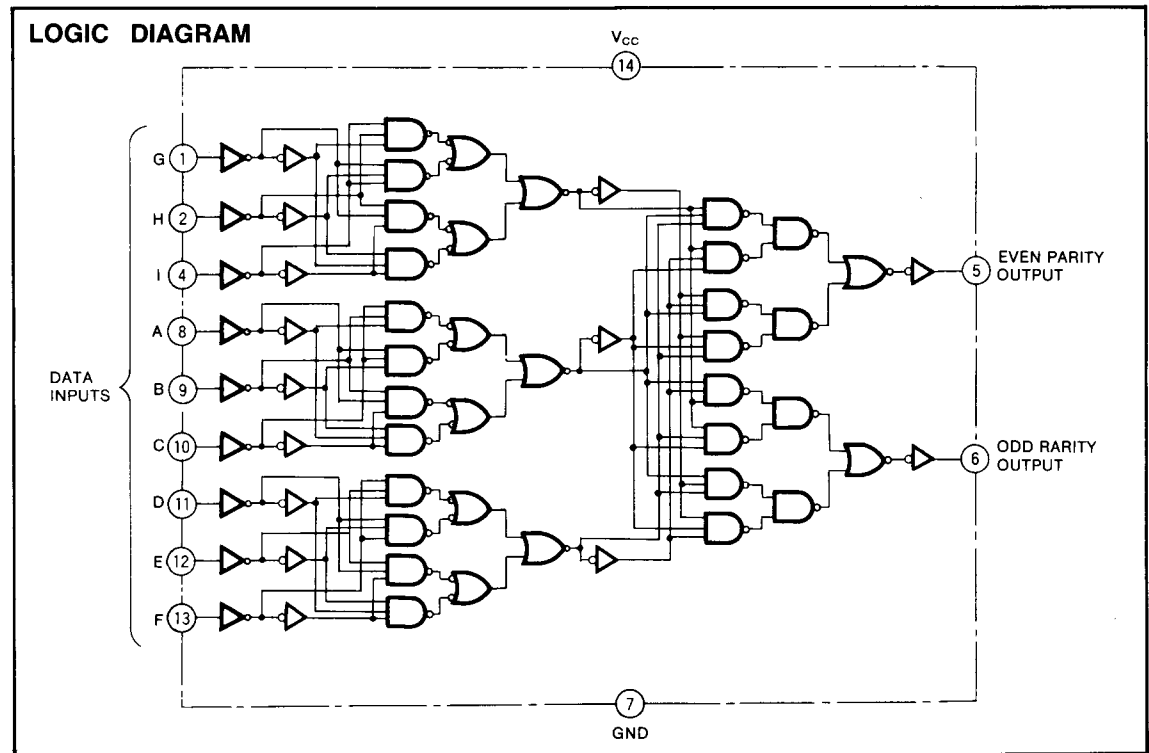 LOGIC DIAGRAM
VCC
14
G 1
H 2
I 4
A 8
B 9
C 10
D 11
E 12
F 13
DATA
INPUTS
5 EVEN PARITY
OUTPUT
6 ODD RARITY
OUTPUT
7
GND